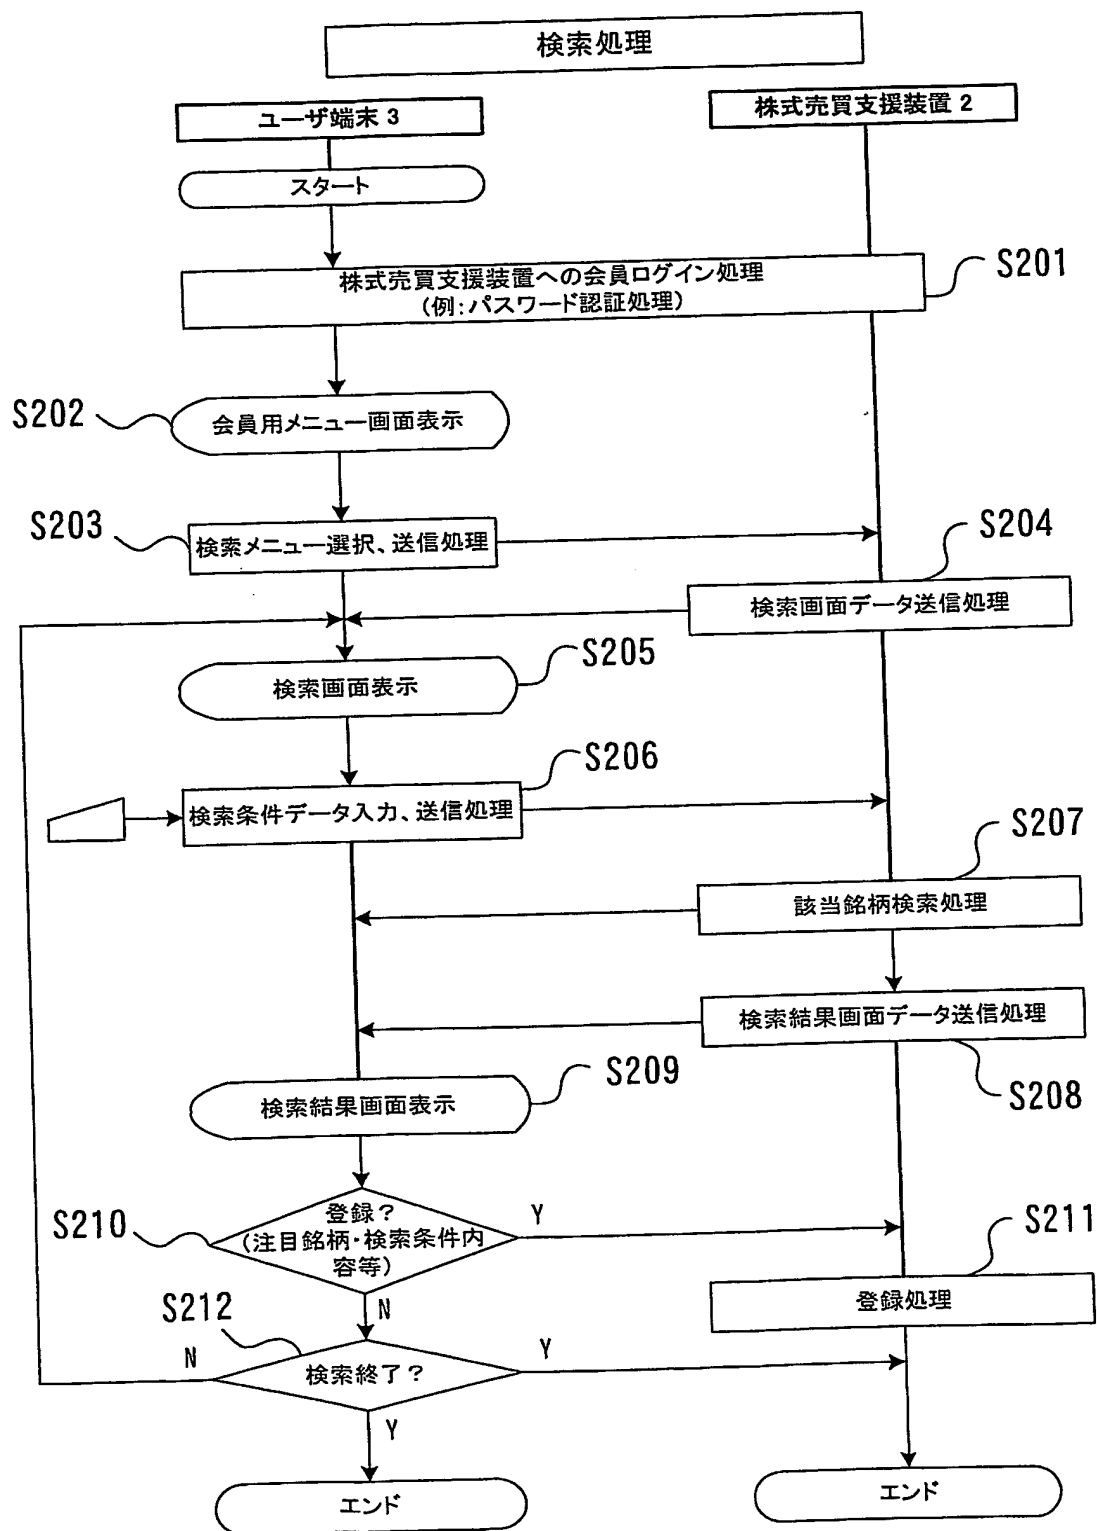 検索処理
ユーザ端末 3
株式売買支援装置 2
スタート
株式売買支援装置への会員ログイン処理
(例:パスワード認証処理)
S201
S202
会員用メニュー画面表示
S203
検索メニュー選択、送信処理
S204
検索画面データ送信処理
S205
検索画面表示
S206
検索条件データ入力、送信処理
S207
該当銘柄検索処理
検索結果画面データ送信処理
S208
S209
検索結果画面表示
S210
登録?
(注目銘柄・検索条件内
容等)
Y
N
S211
登録処理
S212
検索終了?
N
Y
Y
エンド
エンド